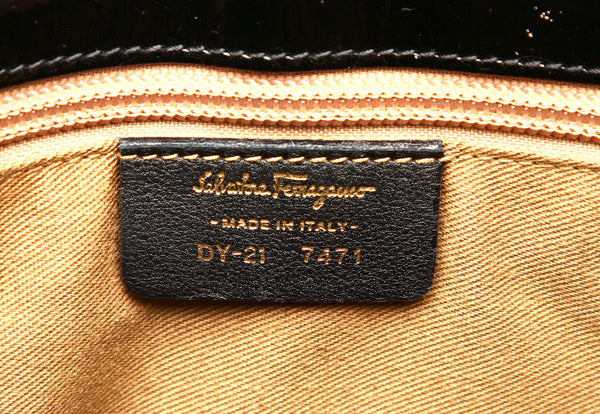 Salvatore Ferragamo
-MADE IN ITALY-
DY-21 7471